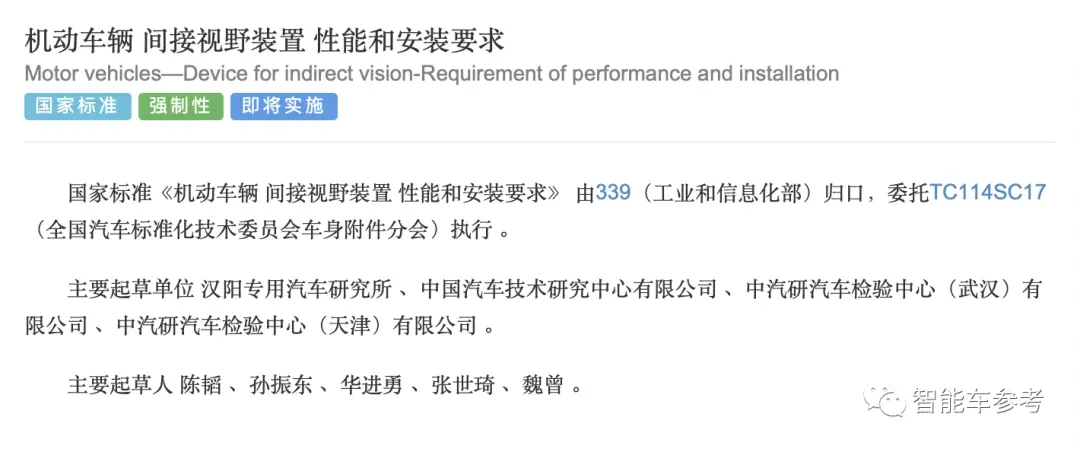 机动车辆 间接视野装置 性能和安装要求
Motor vehicles—Device for indirect vision-Requirement of performance and installation
国家标准 强制性 即将实施
国家标准《机动车辆 间接视野装置 性能和安装要求》 由339（工业和信息化部）归口，委托TC114SC17
（全国汽车标准化技术委员会车身附件分会）执行 。
主要起草单位 汉阳专用汽车研究所 、中国汽车技术研究中心有限公司 、中汽研汽车检验中心（武汉）有
限公司 、中汽研汽车检验中心（天津）有限公司 。
主要起草人 陈韬 、孙振东 、华进勇 、张世琦 、魏曾 。
智能车参考